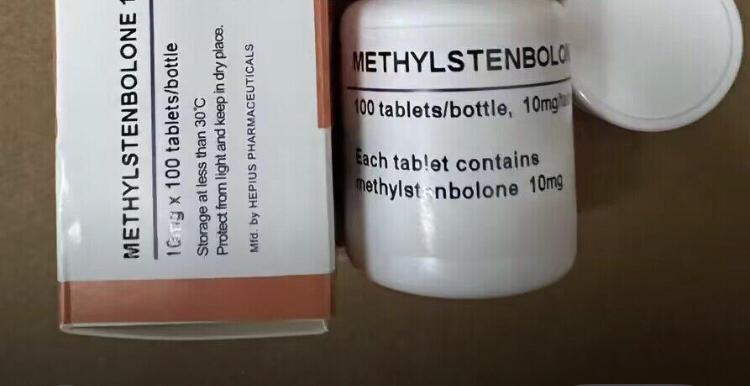 METHYLSTENBOLONE 1
10mg x 100 tablets/bottle
Storage at less than 30°C
Protect from light and keep in dry place.
Mfd. by HEPIUS PHARMACEUTICALS
METHYLSTENBOLON
100 tablets/bottle, 10mg/
Each tablet contains
methylstenbolone 10mg